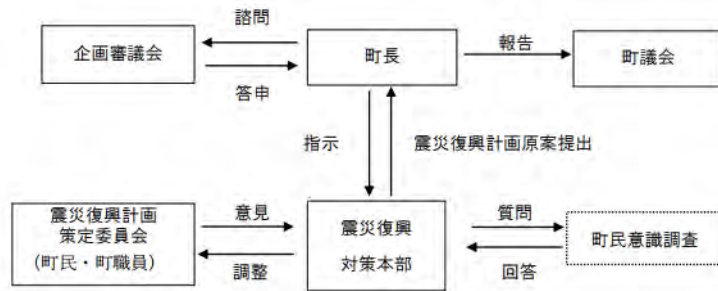 諮問
企画審議会
町長
報告
町議会
答申
指示
震災復興計画原案提出
震災復興計画
策定委員会
（町民・町職員）
意見
調整
震災復興
対策本部
質問
回答
町民意識調査